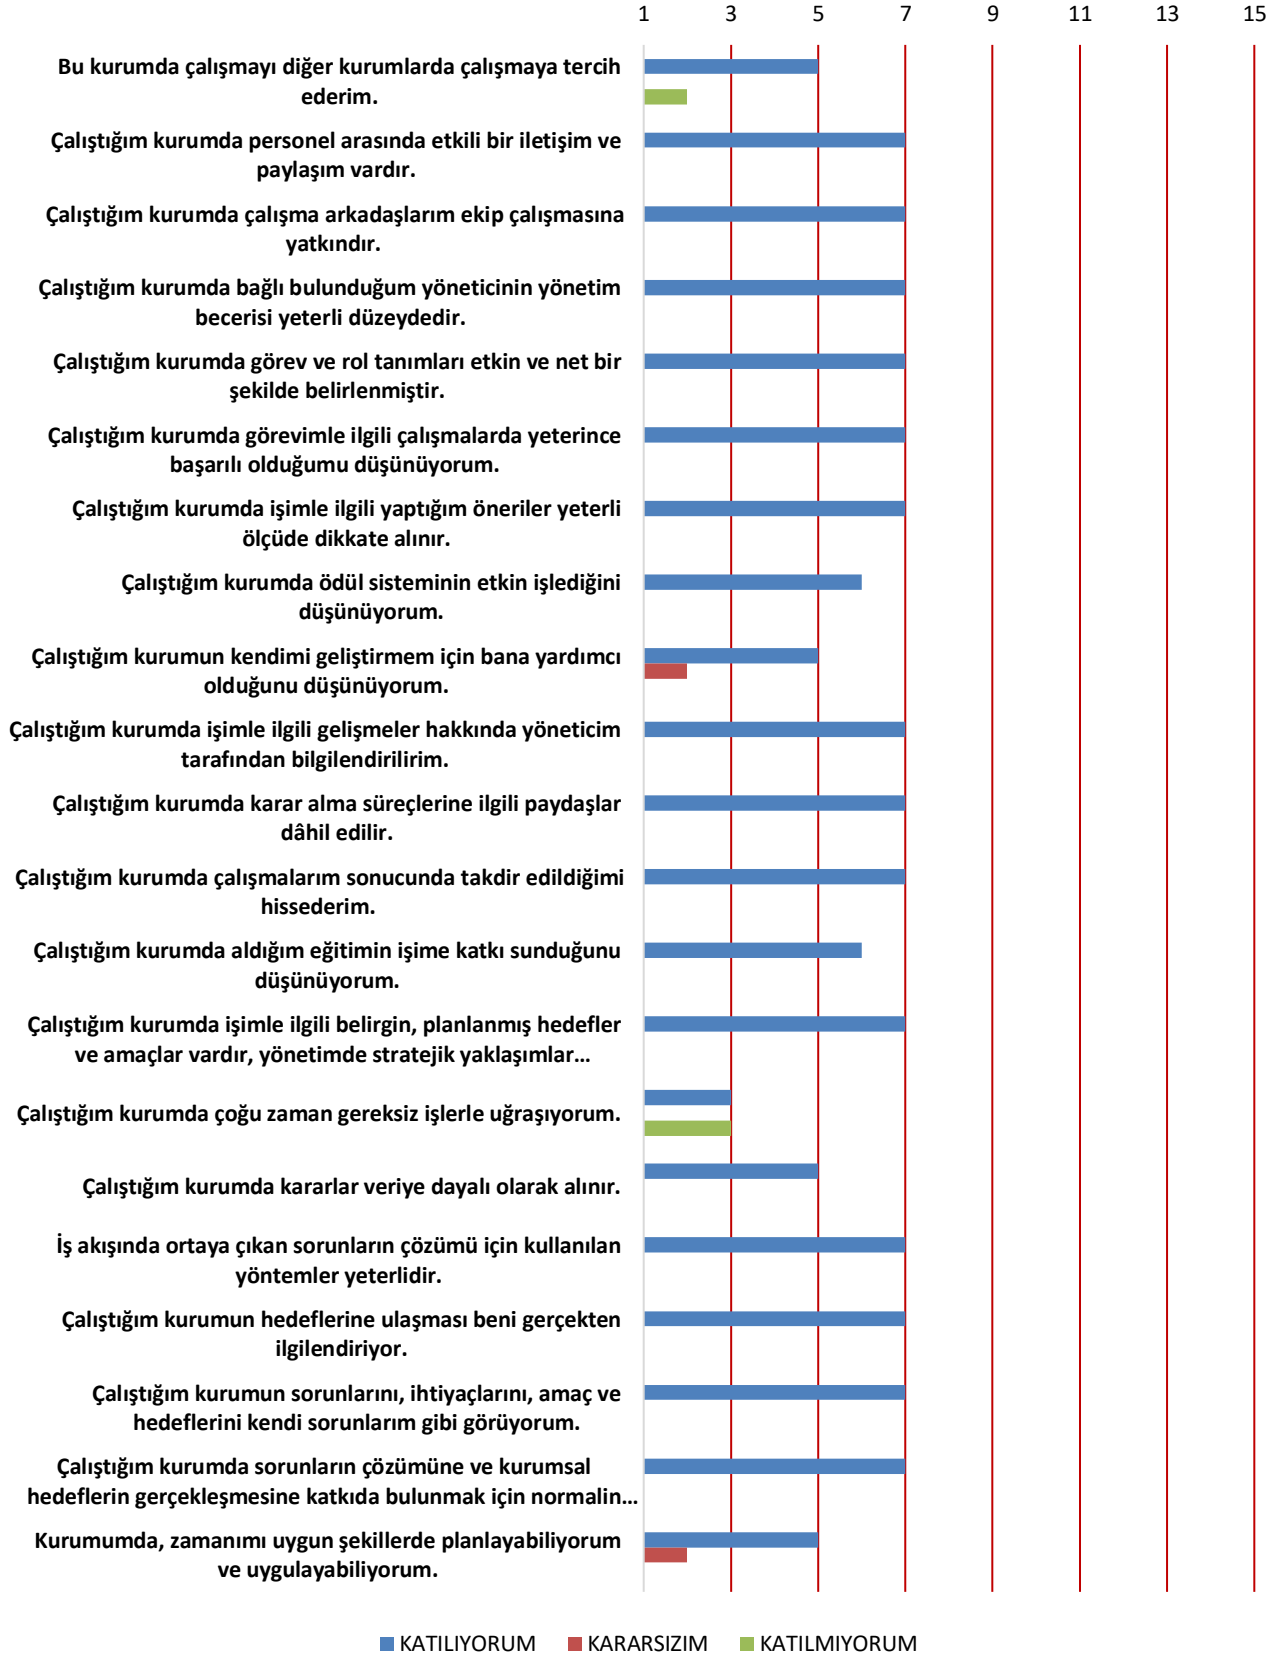 1 3 5 7 9 11 13 15
Bu kurumda çalışmayı diğer kurumlarda çalışmaya tercih
ederim.
Çalıştığım kurumda personel arasında etkili bir iletişim ve
paylaşım vardır.
Çalıştığım kurumda çalışma arkadaşlarım ekip çalışmasına
yatkındır.
Çalıştığım kurumda bağlı bulunduğum yöneticinin yönetim
becerisi yeterli düzeydedir.
Çalıştığım kurumda görev ve rol tanımları etkin ve net bir
şekilde belirlenmiştir.
Çalıştığım kurumda görevimle ilgili çalışmalarda yeterince
başarılı olduğumu düşünüyorum.
Çalıştığım kurumda işimle ilgili yaptığım öneriler yeterli
ölçüde dikkate alınır.
Çalıştığım kurumda ödül sisteminin etkin işlediğini
düşünüyorum.
Çalıştığım kurumun kendimi geliştirmem için bana yardımcı
olduğunu düşünüyorum.
Çalıştığım kurumda işimle ilgili gelişmeler hakkında yöneticim
tarafından bilgilendirilirim.
Çalıştığım kurumda karar alma süreçlerine ilgili paydaşlar
dâhil edilir.
Çalıştığım kurumda çalışmalarım sonucunda takdir edildiğimi
hissederim.
Çalıştığım kurumda aldığım eğitimin işime katkı sunduğunu
düşünüyorum.
Çalıştığım kurumda işimle ilgili belirgin, planlanmış hedefler
ve amaçlar vardır, yönetimde stratejik yaklaşımlar...
Çalıştığım kurumda çoğu zaman gereksiz işlerle uğraşıyorum.
Çalıştığım kurumda kararlar veriye dayalı olarak alınır.
İş akışında ortaya çıkan sorunların çözümü için kullanılan
yöntemler yeterlidir.
Çalıştığım kurumun hedeflerine ulaşması beni gerçekten
ilgilendiriyor.
Çalıştığım kurumun sorunlarını, ihtiyaçlarını, amaç ve
hedeflerini kendi sorunlarım gibi görüyorum.
Çalıştığım kurumda sorunların çözümüne ve kurumsal
hedeflerin gerçekleşmesine katkıda bulunmak için normalin...
Kurumumda, zamanımı uygun şekillerde planlayabiliyorum
ve uygulayabiliyorum.
KATILIYORUM KARARSIZIM KATILMIYORUM